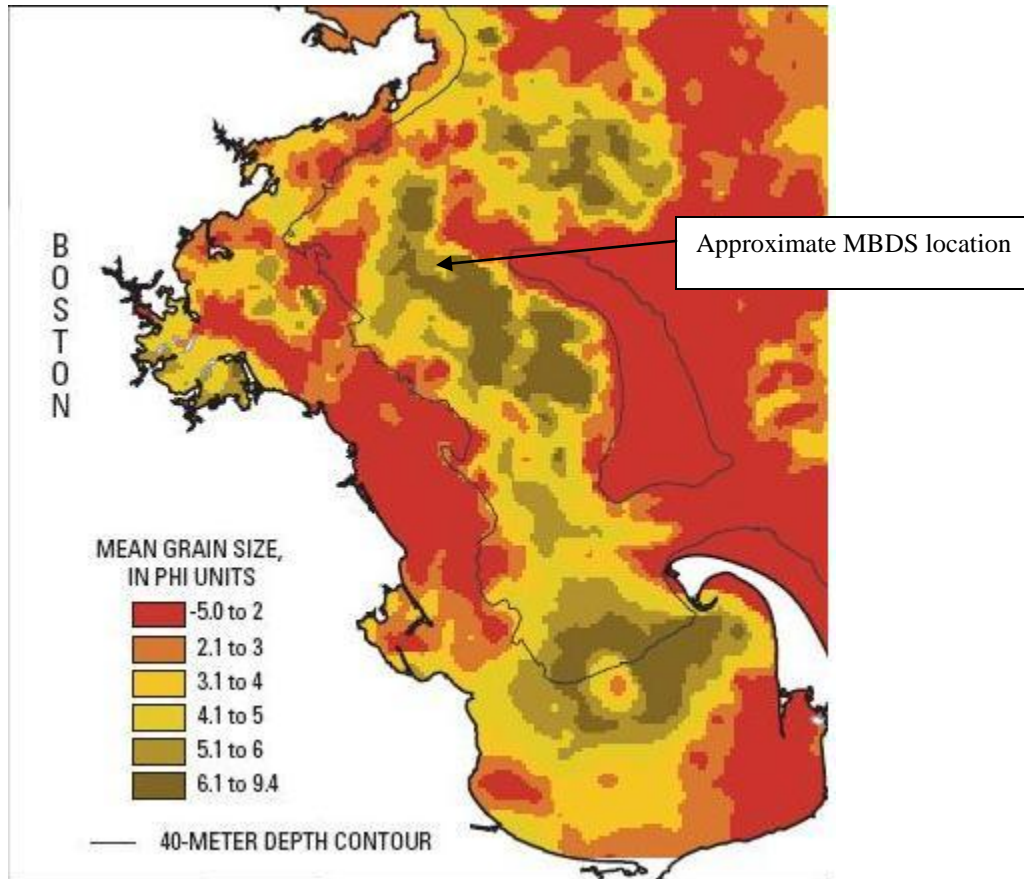 Approximate MBDS location
BOSTON
MEAN GRAIN SIZE,
IN PHI UNITS
-5.0 to 2
2.1 to 3
3.1 to 4
4.1 to 5
5.1 to 6
6.1 to 9.4
40-METER DEPTH CONTOUR